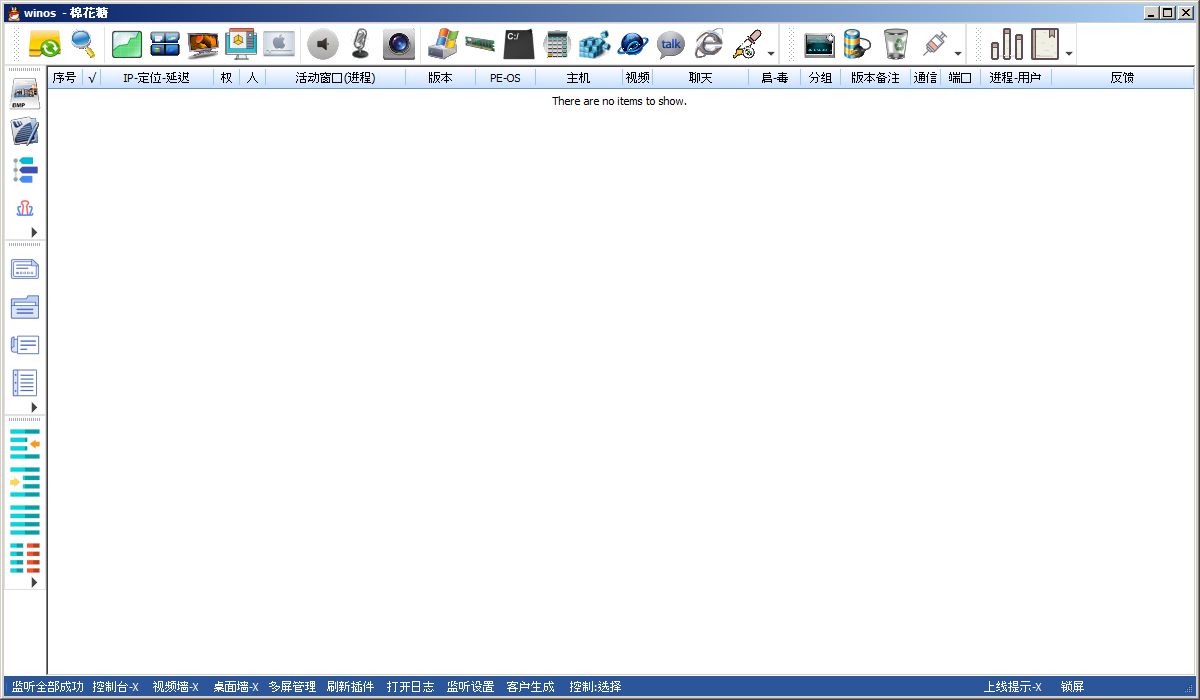 winos - 棉花糖
C:/
talk
BMP
序号 √ IP-定位-延迟 权 人 活动窗口(进程) 版本 PE-OS 主机 视频 聊天 启-毒 分组 版本备注 通信 端口 进程-用户 反馈
There are no items to show.
监听全部成功 控制台-X 视频墙-X 桌面墙-X 多屏管理 刷新插件 打开日志 监听设置 客户生成 控制:选择 上线提示-X 锁屏